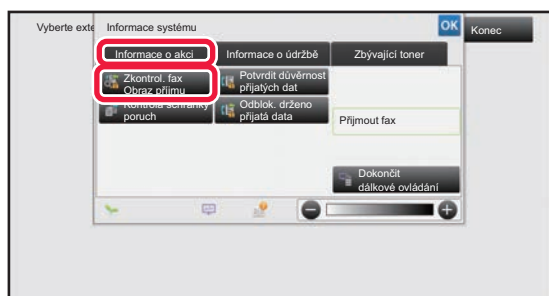 Vyberte exte
Informace systému
OK
Konec
Informace o akci
Informace o údržbě
Zbývající toner
Zkontrol. fax
Obraz příjmu
Potvrdit důvěrnost
přijatých dat
Kontrola schránky
poruch
Odblok. drženo
přijatá data
Přijmout fax
Dokončit
dálkové ovládání